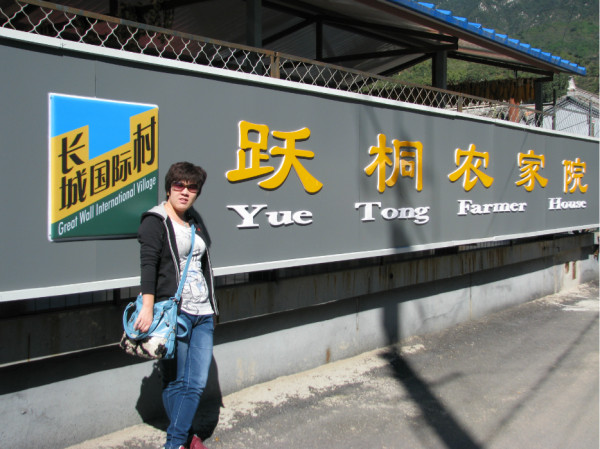 长城国际村
Great Wall International Village
跃桐农家院
Yue Tong Farmer House